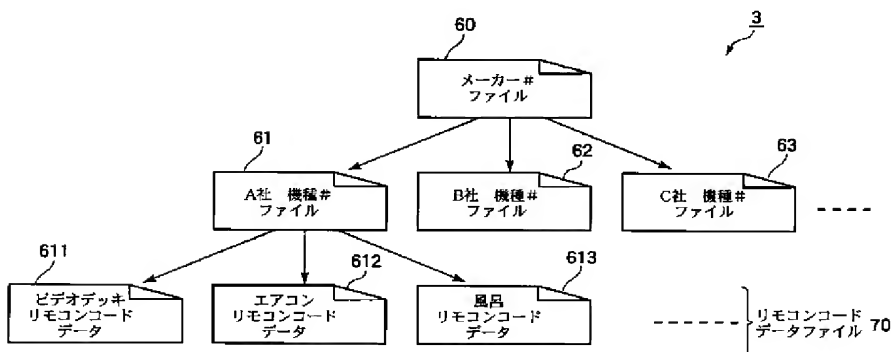 3
60
メーカー#
ファイル
61
62
63
A社 機種#
ファイル
B社 機種#
ファイル
C社 機種#
ファイル
611
612
613
ビデオデッキ
リモコンコード
データ
エアコン
リモコンコード
データ
風呂
リモコンコード
データ
リモコンコード
データファイル 70